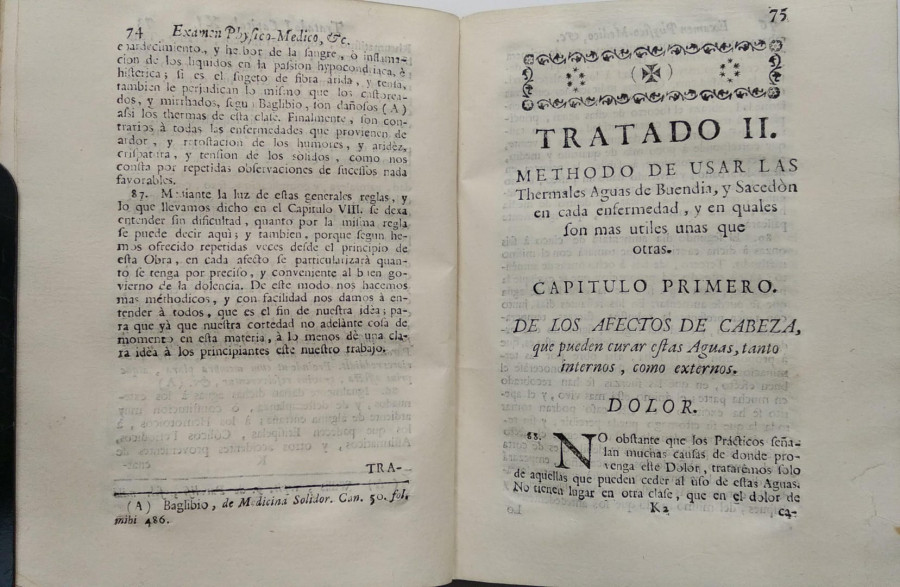 74 Examen Physico-Medico, &c.
enardecimiento, y herbor de la sangre, ò inflama-
cion de los liquidos en la passion hypocondriaca, ò
histerica; si es el sugeto de fibra arida, y tensa,
tambien le perjudican lo mismo que los castorea-
dos, y mirrhados, segu Baglibio, son dañosos (A)
assi los thermas de esta clase. Finalmente, son con-
trarios à todas las enfermedades que provienen de
ardor, y retostacion de los humores, y aridèz,
crispatura, y tension de los solidos, como nos
consta por repetidas observaciones de sucessos nada
favorables.
87. Mediante la luz de estas generales reglas, y
lo que llevamos dicho en el Capitulo VIII. se dexa
entender sin dificultad, quanto por la misma regla
se puede decir aqui; y tambien, porque segun he-
mos ofrecido repetidas veces desde el principio de
esta Obra, en cada afecto se particularizarà quan-
to se tenga por preciso, y conveniente al buen go-
vierno de la dolencia. De este modo nos hacemos
mas methodicos, y con facilidad nos damos à en-
tender à todos, que es el fin de nuestra idèa; pa-
ra que yà que nuestra cortedad no adelante cosa de
momento en esta materia, à lo menos dè una cla-
ra idèa à los principiantes este nuestro trabajo.
TRA-
(A) Baglibio, de Medicina Solidor. Can. 50. fol.
mihi 486.
75
TRATADO II.
METHODO DE USAR LAS
Thermales Aguas de Buendia, y Sacedòn
en cada enfermedad, y en quales
son mas utiles unas que
otras.
CAPITULO PRIMERO.
DE LOS AFECTOS DE CABEZA,
que pueden curar estas Aguas, tanto
internos, como externos.
DOLOR.
88. NO obstante que los Prácticos seña-
lan muchas causas de donde pro-
venga este Dolor, trataremos solo
de aquellas que pueden ceder al uso de estas Aguas.
No tienen lugar en otra clase, que en el dolor de
K2 ca-